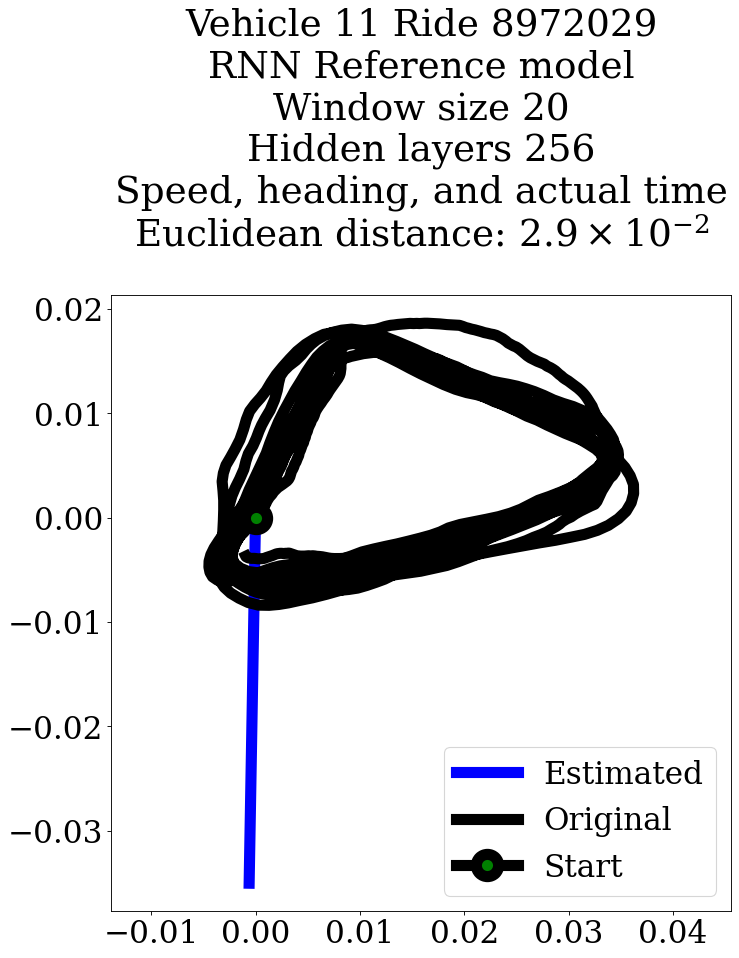 Vehicle 11 Ride 8972029
RNN Reference model
Window size 20
Hidden layers 256
Speed, heading, and actual time
Euclidean distance: 2.9 × 10⁻²
0.02
0.01
0.00
−0.01
−0.02
−0.03
Estimated
Original
Start
−0.01 0.00 0.01 0.02 0.03 0.04